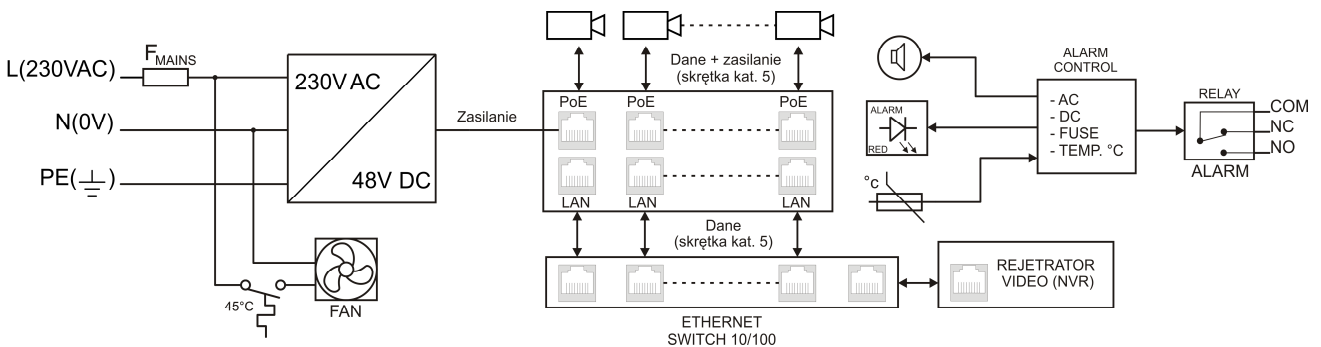 L(230VAC)
F MAINS
N(0V)
PE(
)
230V AC
48V DC
45°C
FAN
Zasilanie
Dane + zasilanie
(skrętka kat. 5)
PoE PoE PoE
LAN LAN LAN
Dane
(skrętka kat. 5)
ETHERNET
SWITCH 10/100
REJETRATOR
VIDEO (NVR)
ALARM
RED
°c
ALARM
CONTROL
- AC
- DC
- FUSE
- TEMP. °C
RELAY
COM
NC
NO
ALARM